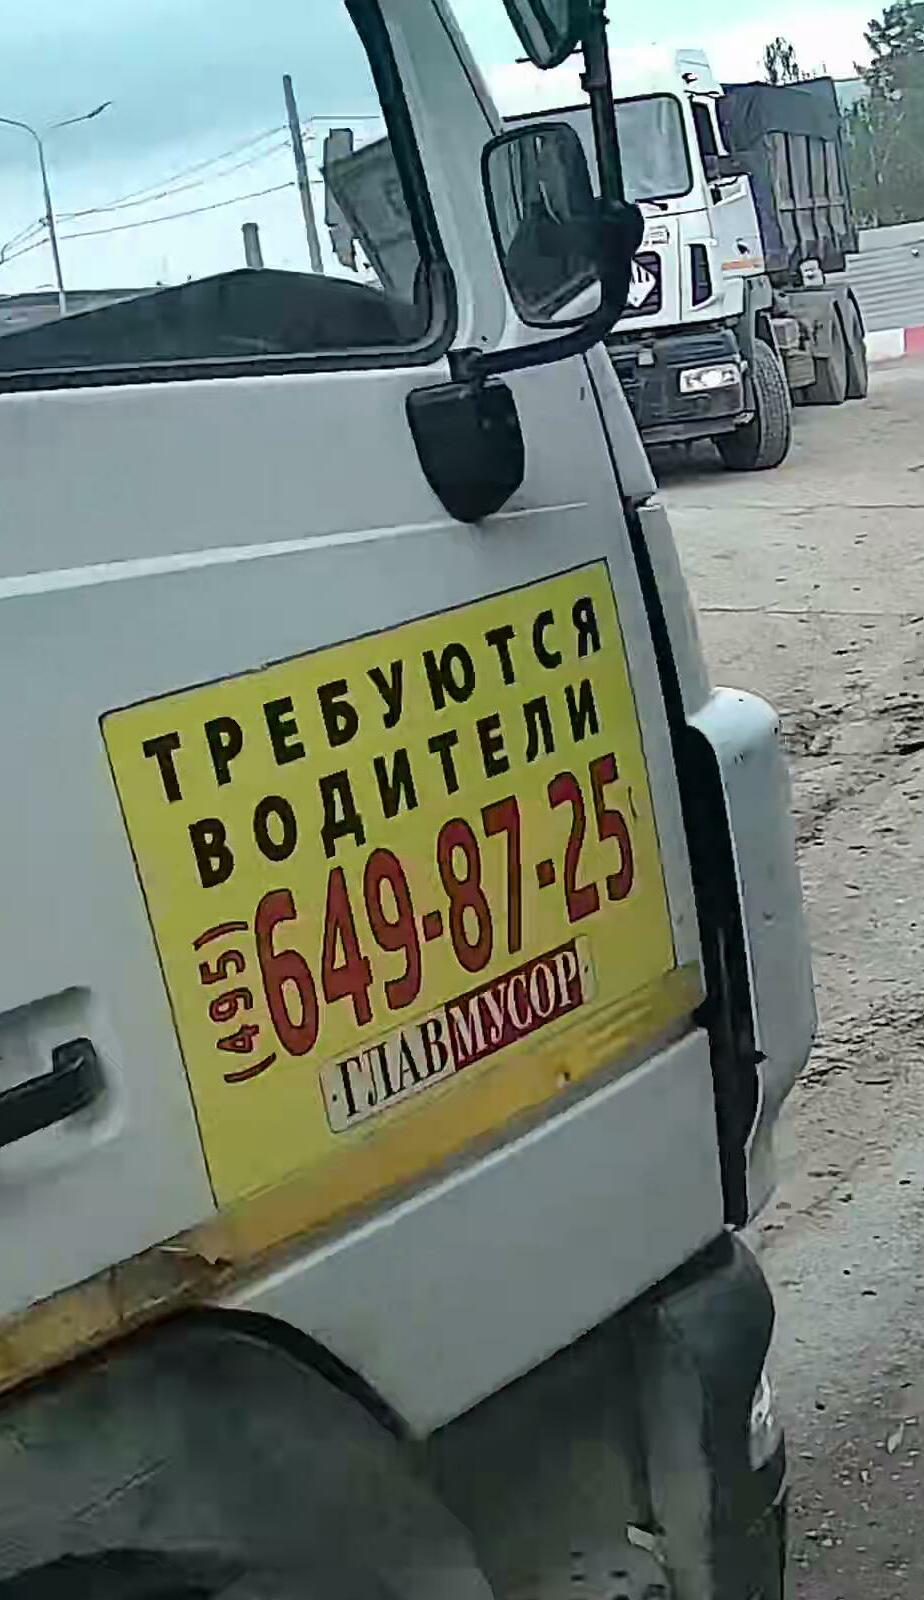 ТРЕБУЮТСЯ
ВОДИТЕЛИ
(495) 649-87-25
ГЛАВМУСОР